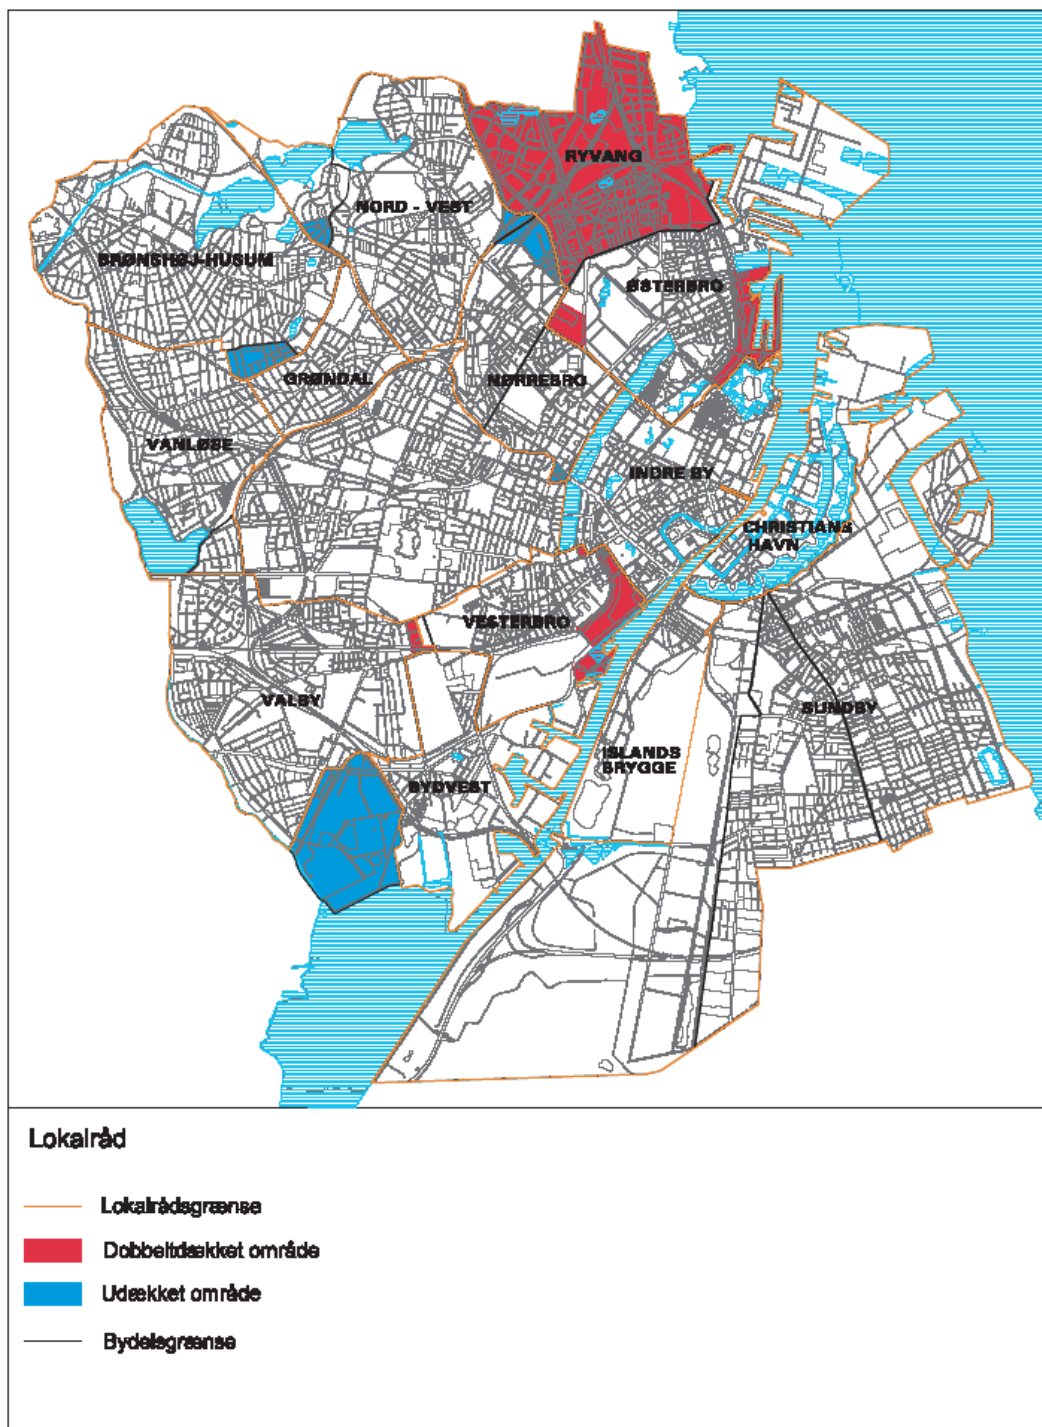 RYVANG
NORD - VEST
BRØNSHØJ-HUSUM
ØSTERBRO
GRØNDAL
NØRREBRO
VANLØSE
INDRE BY
CHRISTIANS
HAVN
VESTERBRO
VALBY
SUNDBY
ISLANDS
BRYGGE
SYDVEST
Lokalråd
Lokalrådsgrænse
Dobbeltdækket område
Udækket område
Bydelsgrænse